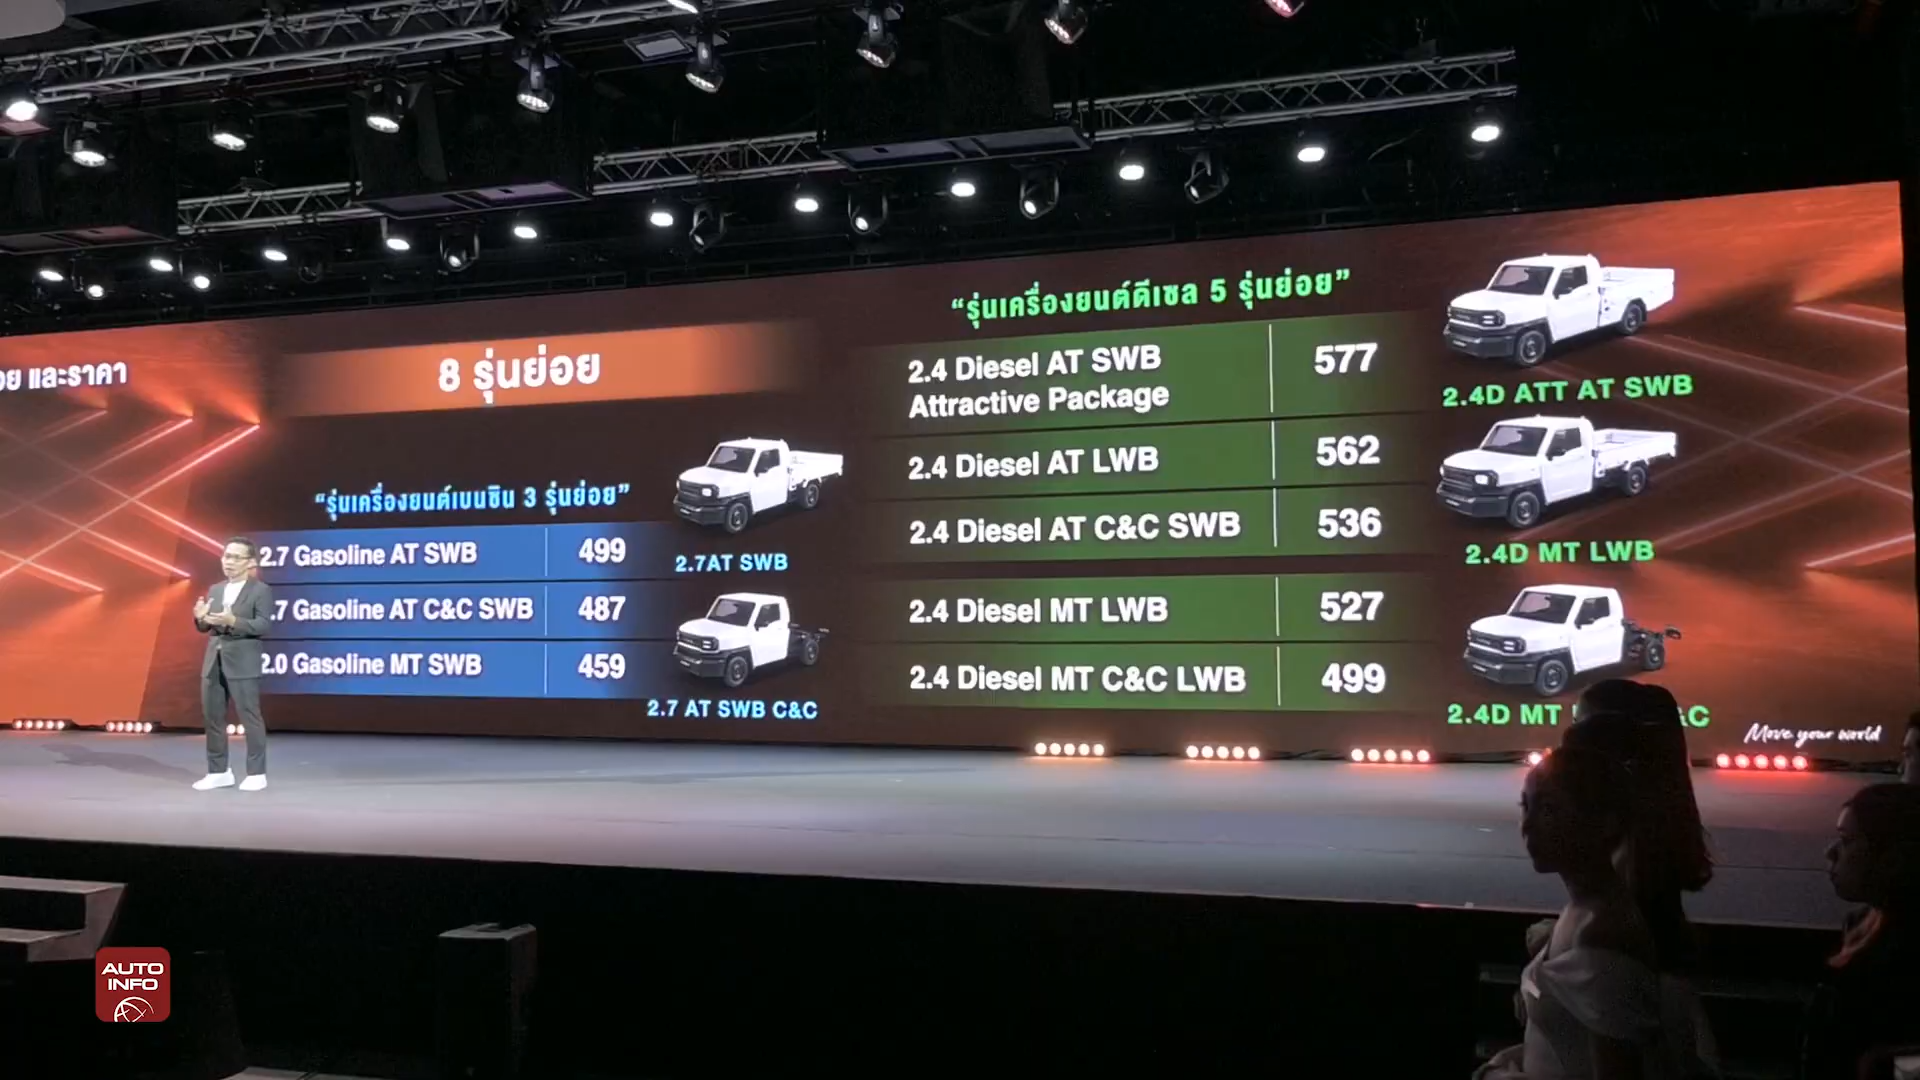 และราคา
8 รุ่นย่อย
“รุ่นเครื่องยนต์เบนซิน 3 รุ่นย่อย”
2.7 Gasoline AT SWB 499
.7 Gasoline AT C&C SWB 487
2.0 Gasoline MT SWB 459
2.7AT SWB
2.7 AT SWB C&C
“รุ่นเครื่องยนต์ดีเซล 5 รุ่นย่อย”
2.4 Diesel AT SWB
Attractive Package 577
2.4 Diesel AT LWB 562
2.4 Diesel AT C&C SWB 536
2.4 Diesel MT LWB 527
2.4 Diesel MT C&C LWB 499
2.4D ATT AT SWB
2.4D MT LWB
2.4D MT
Move your world
AUTO
INFO